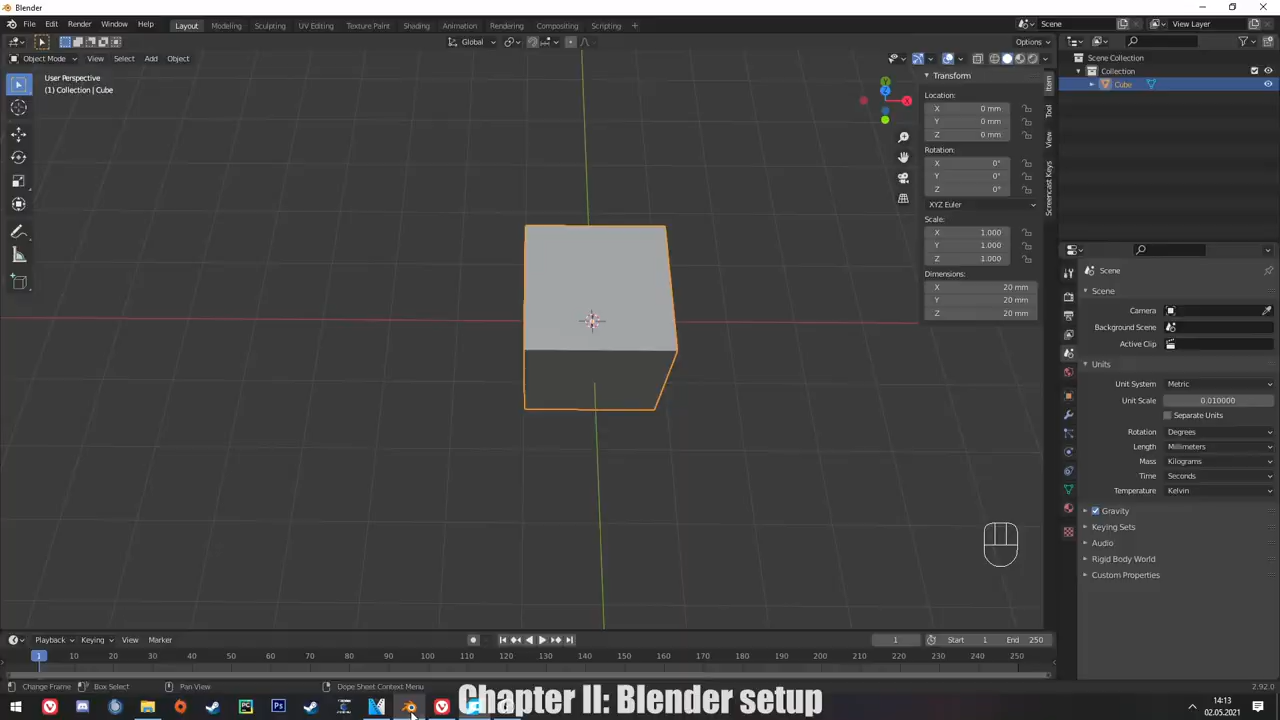 Blender
File Edit Render Window Help Layout Modeling Sculpting UV Editing Texture Paint Shading Animation Rendering Compositing Scripting + Scene View Layer
Global Options
Object Mode View Select Add Object
User Perspective
(1) Collection | Cube
Transform
Location:
X 0 mm
Y 0 mm
Z 0 mm
Rotation:
X 0°
Y 0°
Z 0°
XYZ Euler
Scale:
X 1.000
Y 1.000
Z 1.000
Dimensions:
X 20 mm
Y 20 mm
Z 20 mm
Item
Tool
View
Screencast Keys
Y
Z
X
Scene Collection
Collection
Cube
Scene
Scene
Camera
Background Scene
Active Clip
Units
Unit System Metric
Unit Scale 0.010000
Separate Units
Rotation Degrees
Length Millimeters
Mass Kilograms
Time Seconds
Temperature Kelvin
Gravity
Keying Sets
Audio
Rigid Body World
Custom Properties
Playback Keying View Marker 1 Start 1 End 250
1 10 20 30 40 50 60 70 80 90 100 110 120 130 140 150 160 170 180 190 200 210 220 230 240 250
Change Frame Box Select Pan View Dope Sheet Context Menu
Chapter II: Blender setup
14:13
02.05.2021